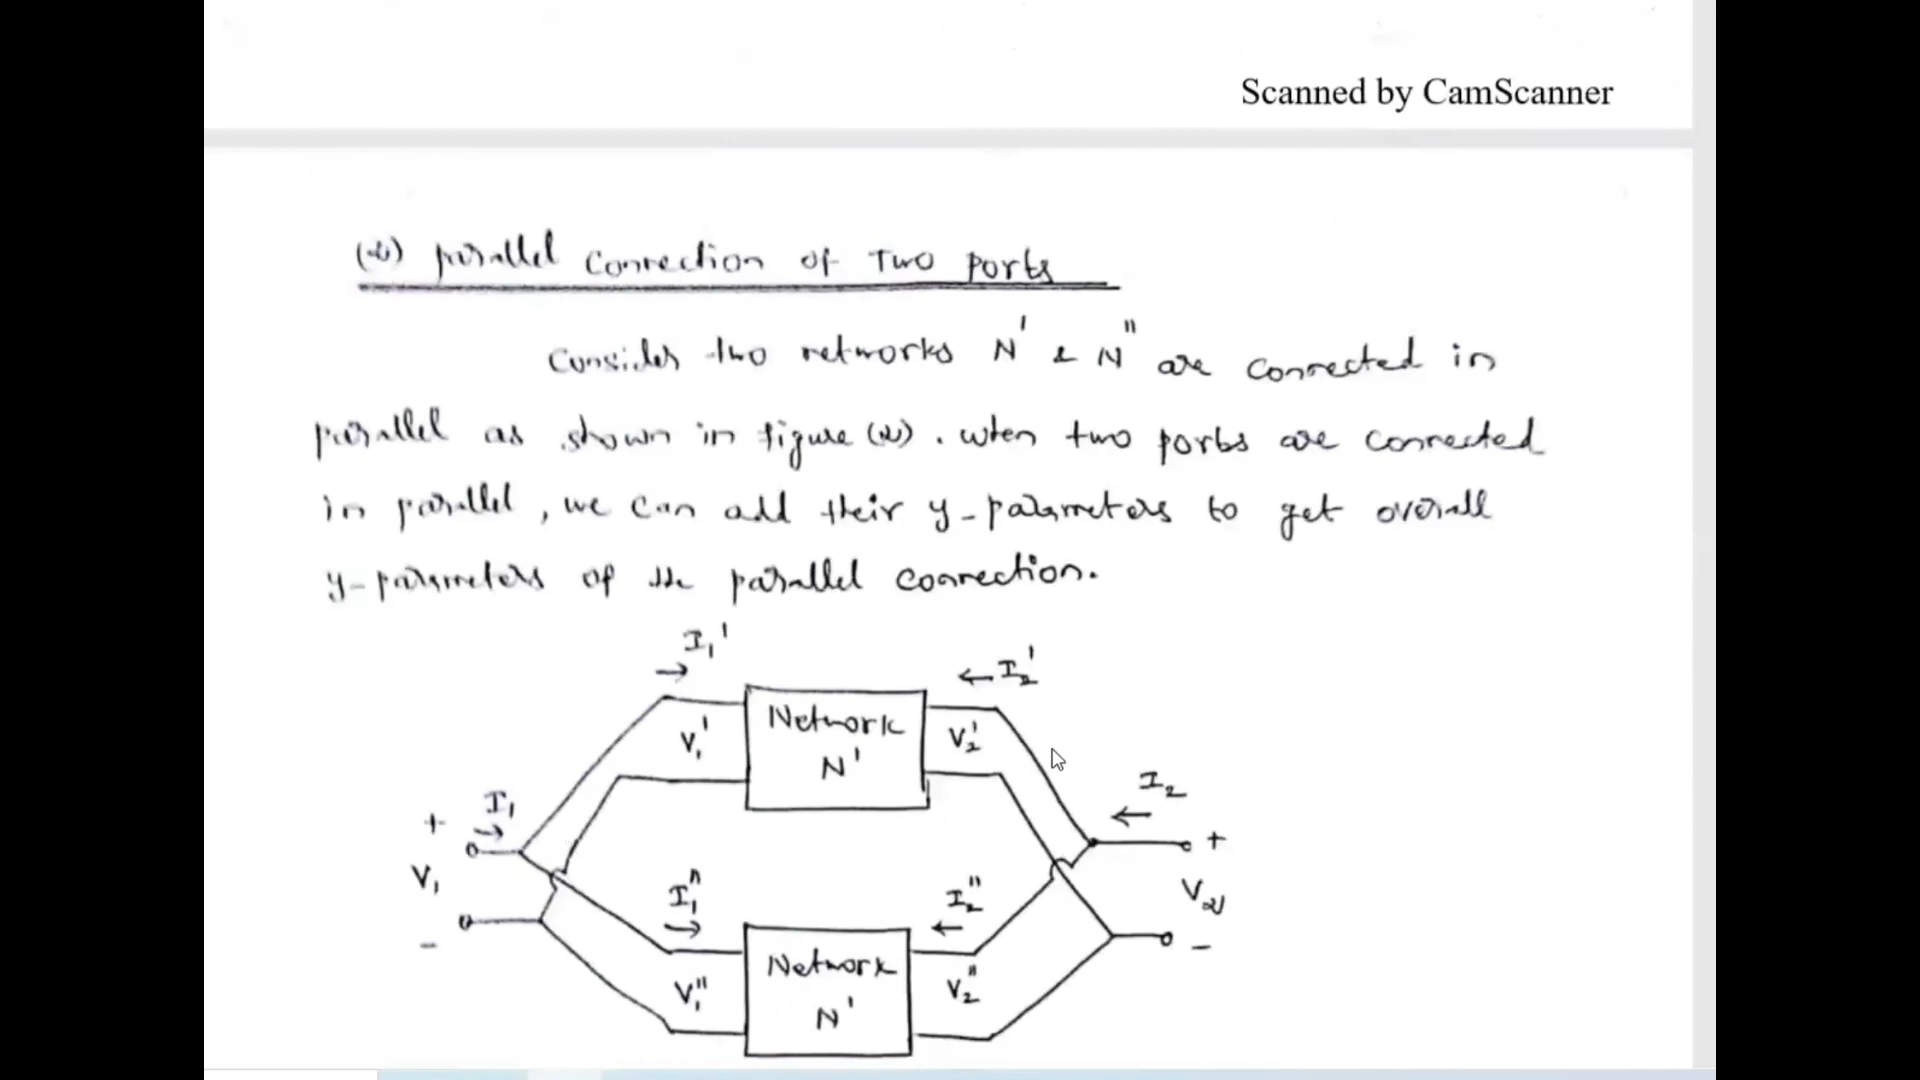 Scanned by CamScanner
(b) parallel connection of Two ports
Consider two networks N' & N" are connected in
parallel as shown in figure (2). when two ports are connected
in parallel, we can add their y-parameters to get overall
y-parameters of the parallel connection.
I₁'
← I₂'
→
Network
N'
V₁'
V₂'
I₂
←
+ I₁
→
+
V₁
V₂
-
-
I₁"
→
I₂"
←
Network
N'
V₁"
V₂"